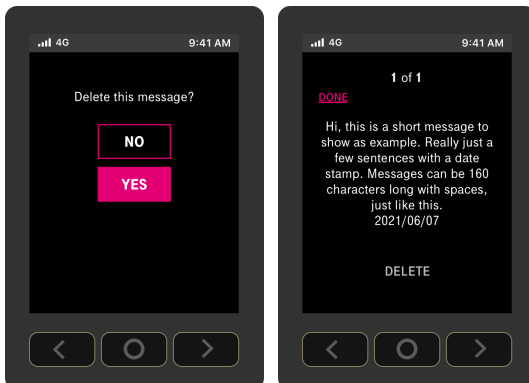 4G 9:41 AM
Delete this message?
NO
YES
4G 9:41 AM
1 of 1
DONE
Hi, this is a short message to
show as example. Really just a
few sentences with a date
stamp. Messages can be 160
characters long with spaces,
just like this.
2021/06/07
DELETE